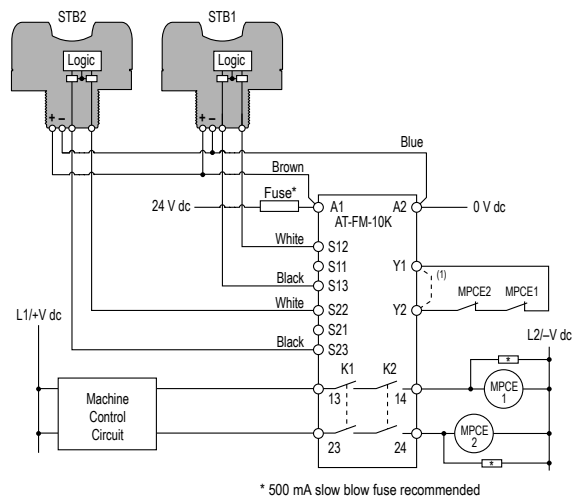 STB2 STB1
Logic Logic
+ – + –
Blue
Brown
Fuse*
24 V dc A1 A2 0 V dc
AT-FM-10K
White S12
S11 Y1 (1)
Black S13 MPCE2 MPCE1
White S22 Y2
L1/+V dc S21 L2/–V dc
Black S23
*
K1 K2
13 14 MPCE 1
Machine
Control
Circuit
23 24 MPCE 2
*
* 500 mA slow blow fuse recommended